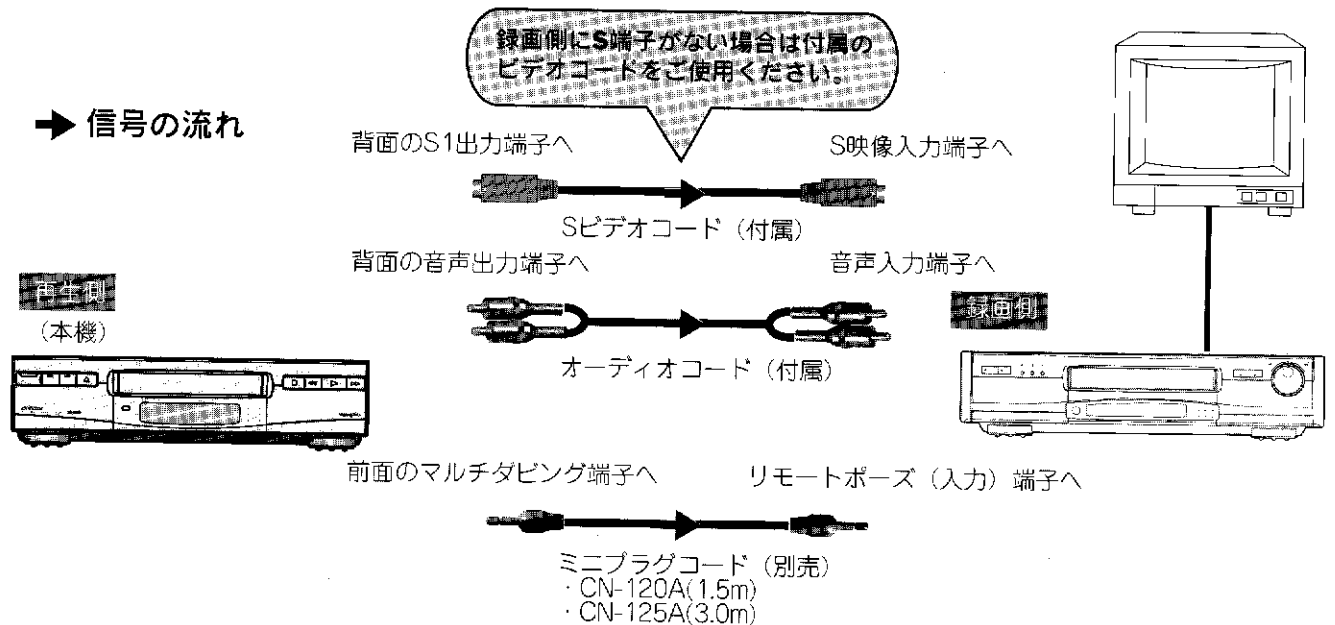 録画側にS端子がない場合は付属の
ビデオコードをご使用ください。
➔ 信号の流れ
背面のS1出力端子へ
S映像入力端子へ
Sビデオコード（付属）
背面の音声出力端子へ
音声入力端子へ
再生側
（本機）
録画側
オーディオコード（付属）
前面のマルチダビング端子へ
リモートポーズ（入力）端子へ
ミニプラグコード（別売）
・CN-120A(1.5m)
・CN-125A(3.0m)